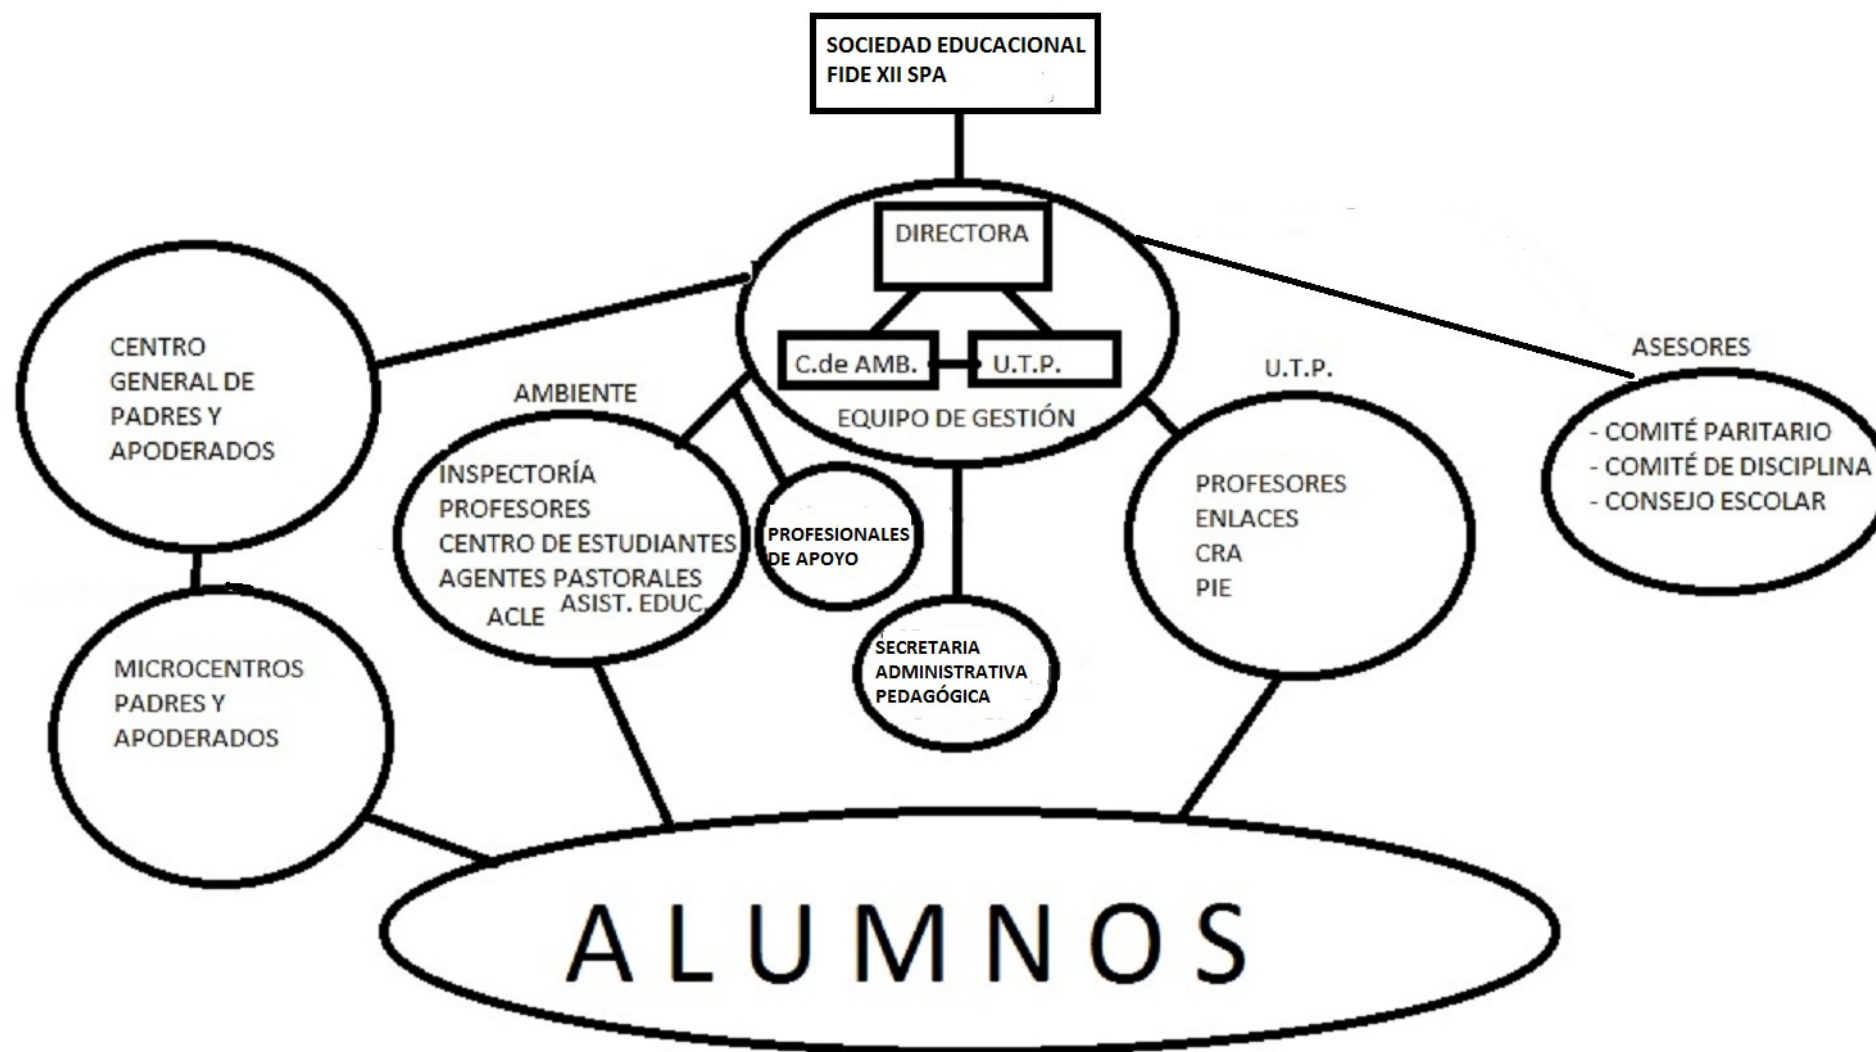 SOCIEDAD EDUCACIONAL
FIDE XII SPA
DIRECTORA
C.de AMB.
U.T.P.
EQUIPO DE GESTIÓN
CENTRO
GENERAL DE
PADRES Y
APODERADOS
MICROCENTROS
PADRES Y
APODERADOS
AMBIENTE
INSPECTORÍA
PROFESORES
CENTRO DE ESTUDIANTES
AGENTES PASTORALES
ACLE ASIST. EDUC.
PROFESIONALES
DE APOYO
SECRETARIA
ADMINISTRATIVA
PEDAGÓGICA
U.T.P.
PROFESORES
ENLACES
CRA
PIE
ASESORES
- COMITÉ PARITARIO
- COMITÉ DE DISCIPLINA
- CONSEJO ESCOLAR
A L U M N O S